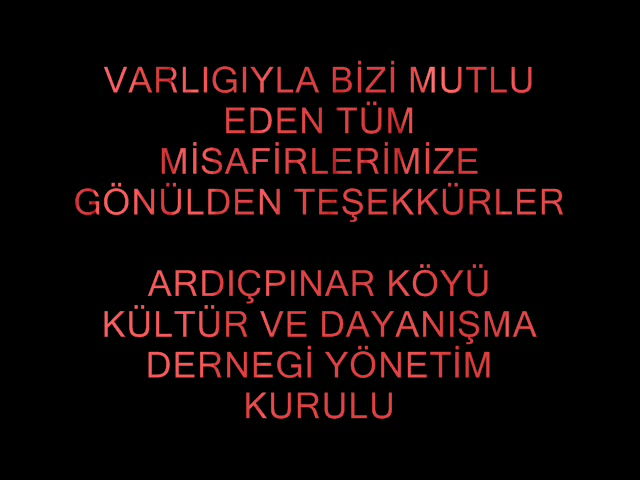 VARLIGIYLA BİZİ MUTLU
EDEN TÜM
MİSAFİRLERİMİZE
GÖNÜLDEN TEŞEKKÜRLER
ARDIÇPINAR KÖYÜ
KÜLTÜR VE DAYANIŞMA
DERNEGİ YÖNETİM
KURULU